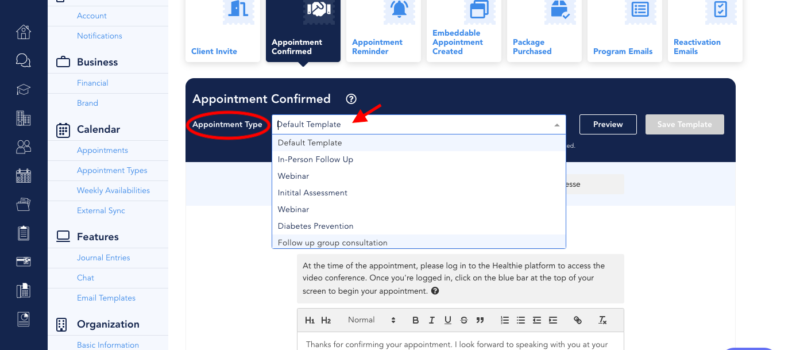 Account
Notifications
Business
Financial
Brand
Calendar
Appointments
Appointment Types
Weekly Availabilities
External Sync
Features
Journal Entries
Chat
Email Templates
Organization
Basic Information
Client Invite
Appointment
Confirmed
Appointment
Reminder
Embeddable
Appointment
Created
Package
Purchased
Program Emails
Reactivation
Emails
Appointment Confirmed ?
Appointment Type
Default Template
Preview
Save Template
Default Template
In-Person Follow Up
Webinar
Initital Assessment
Webinar
Diabetes Prevention
Follow up group consultation
At the time of the appointment, please log in to the Healthie platform to access the
video conference. Once you're logged in, click on the blue bar at the top of your
screen to begin your appointment. ?
H1 H2 Normal B I U S
Thanks for confirming your appointment. I look forward to speaking with you at your